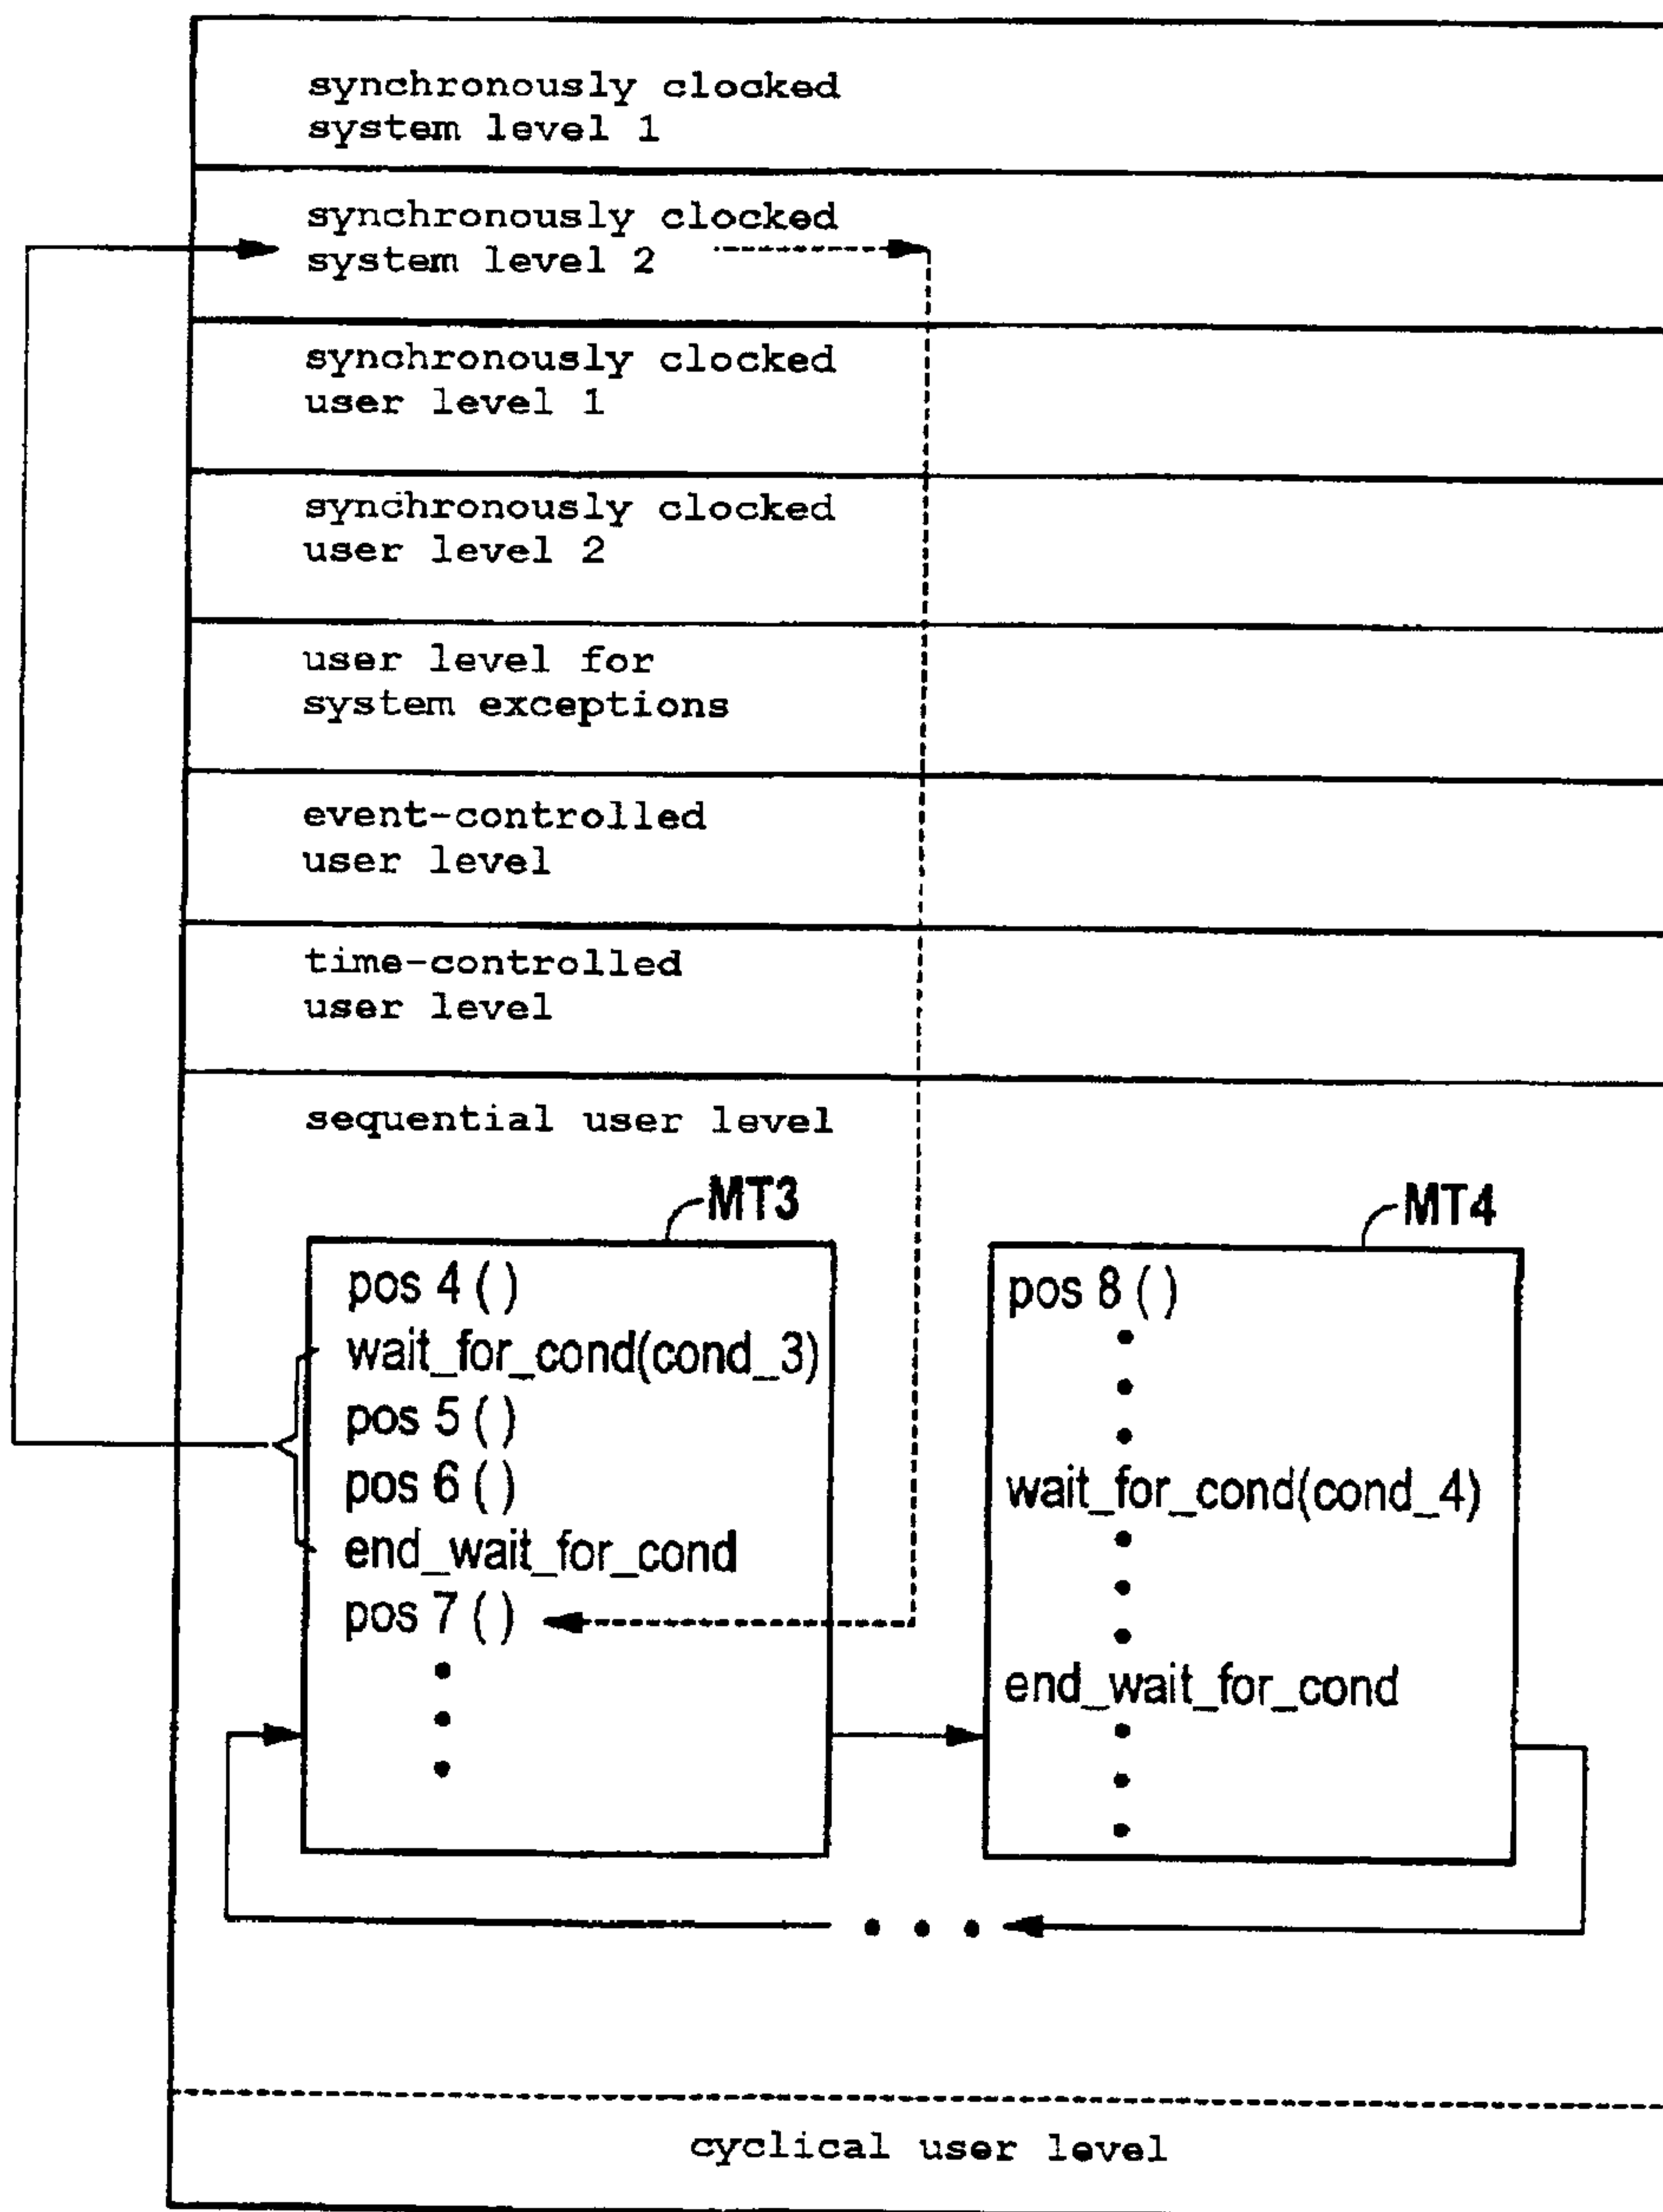 synchronously clocked
system level 1
synchronously clocked
system level 2
synchronously clocked
user level 1
synchronously clocked
user level 2
user level for
system exceptions
event-controlled
user level
time-controlled
user level
sequential user level
MT3
pos 4 ( )
wait_for_cond(cond_3)
pos 5 ( )
pos 6 ( )
end_wait_for_cond
pos 7 ( )
MT4
pos 8 ( )
wait_for_cond(cond_4)
end_wait_for_cond
cyclical user level